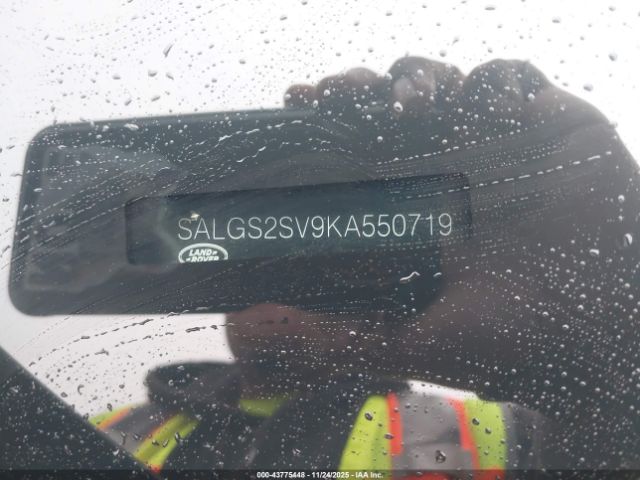 SALGS2SV9KA550719
LAND
ROVER
000-43775448 - 11/24/2025 - IAA Inc.